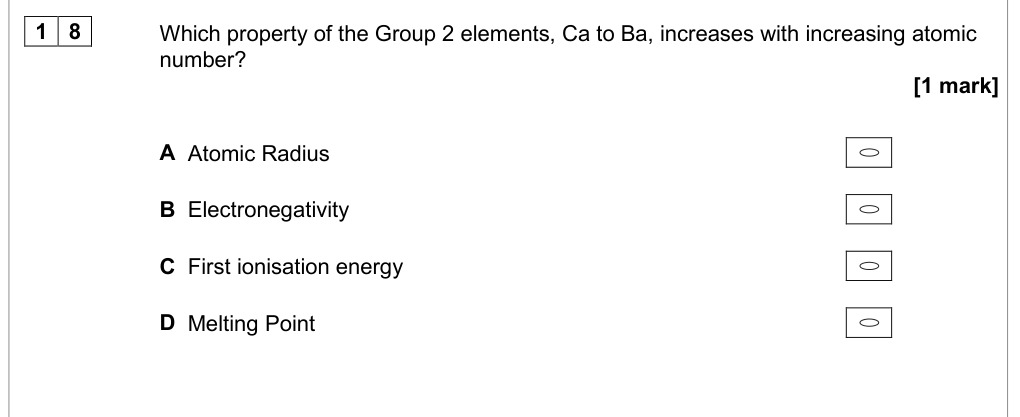 1 8
Which property of the Group 2 elements, Ca to Ba, increases with increasing atomic
number?
[1 mark]
A Atomic Radius
B Electronegativity
C First ionisation energy
D Melting Point